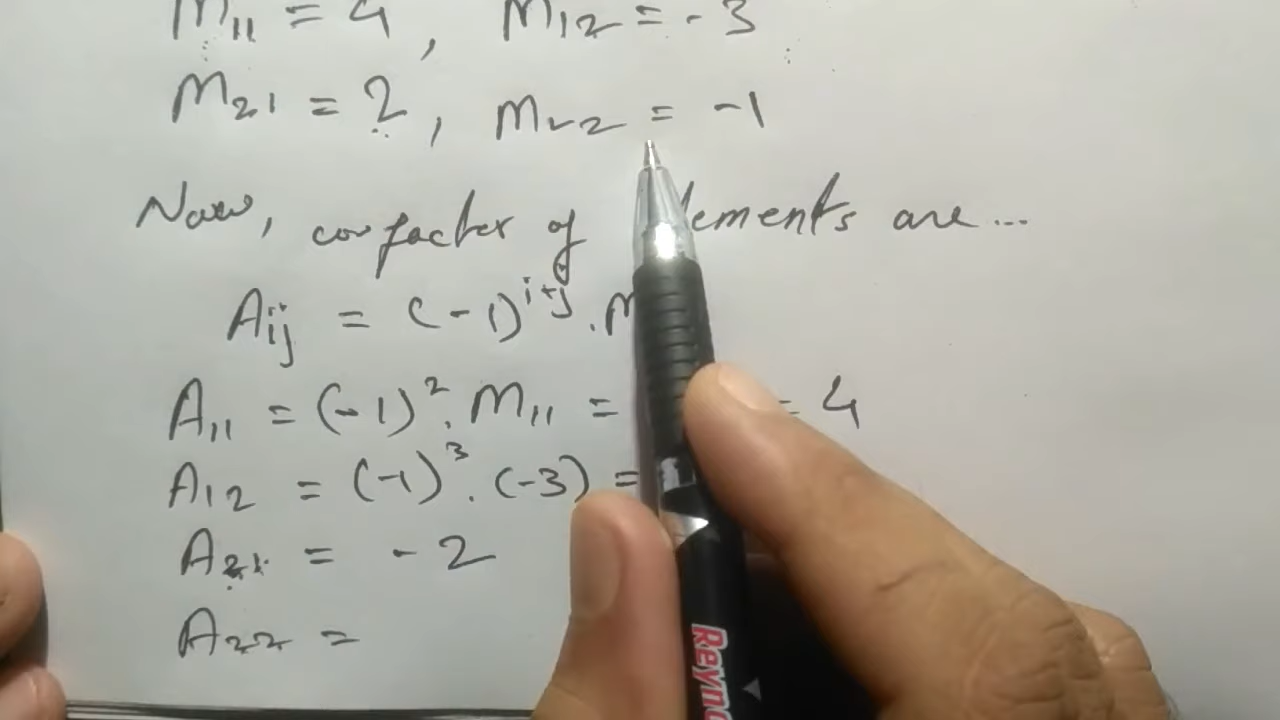 M11 = 4, M12 = -3
M21 = 2, M22 = -1
Now, cofactor of elements are...
Aij = (-1)^i+j . M
A11 = (-1)^2 . M11 = = 4
A12 = (-1)^3 . (-3) =
A21 = -2
A22 =
Reyno